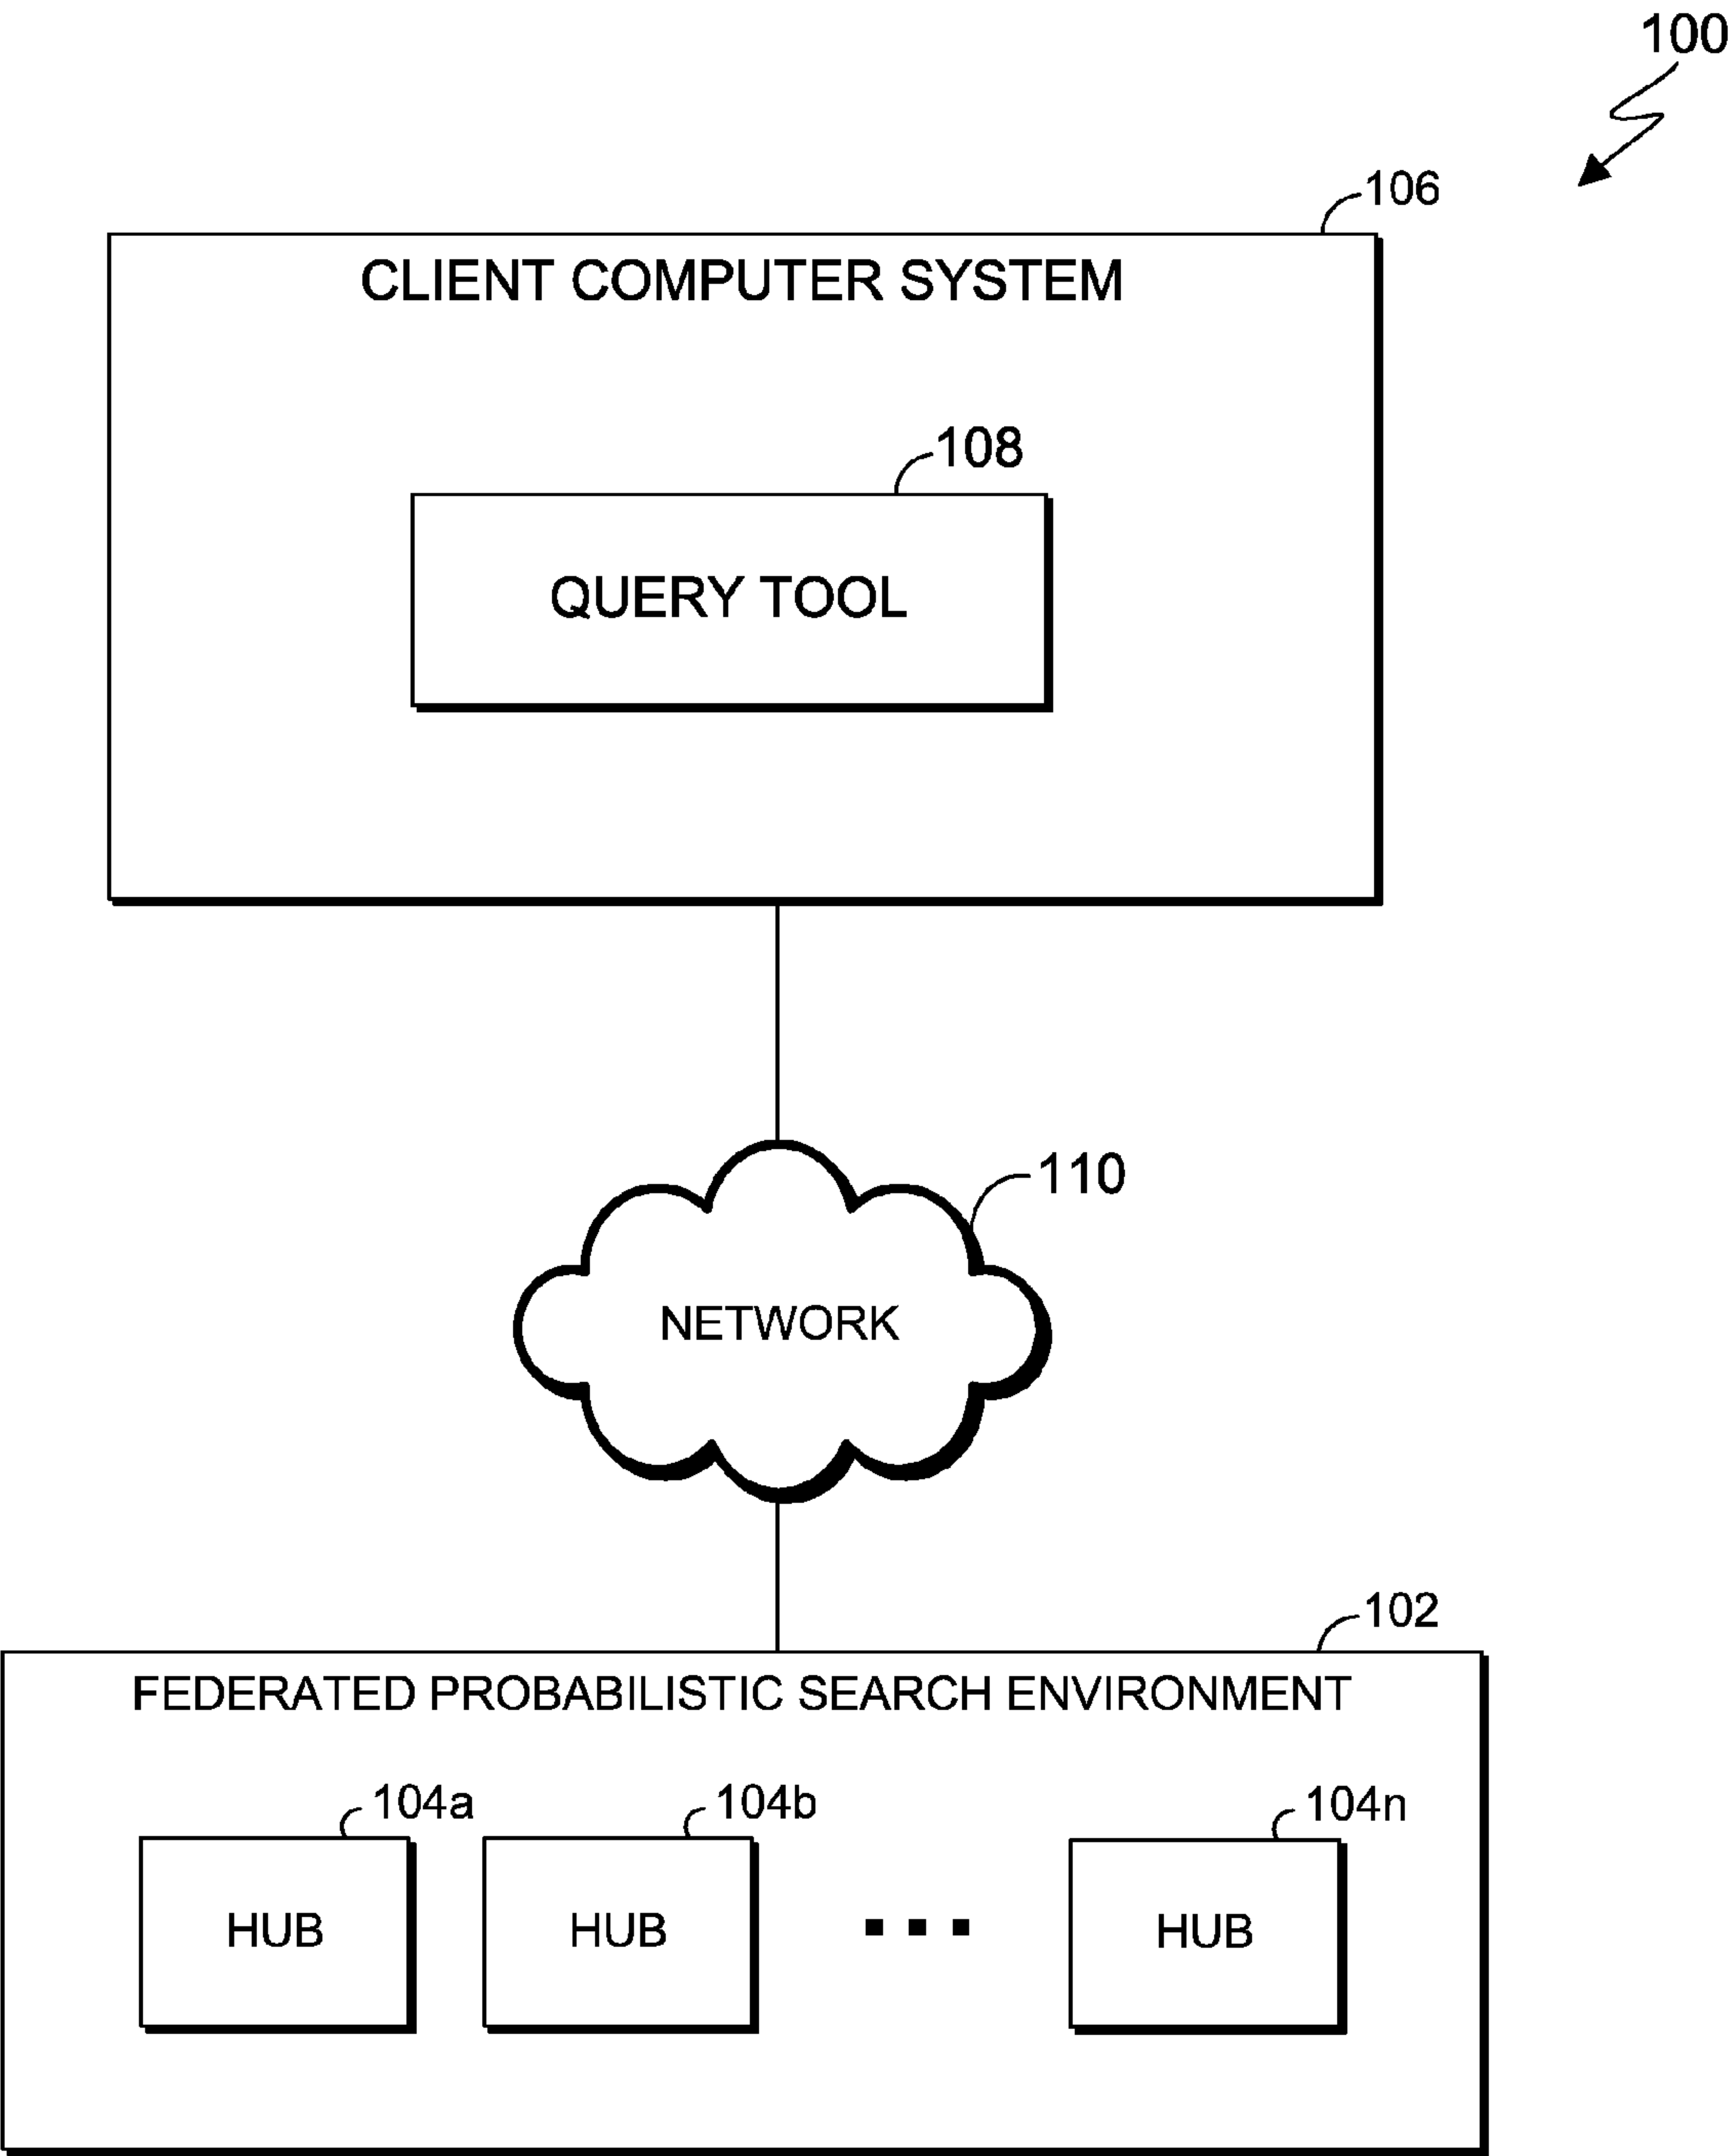 100
106
CLIENT COMPUTER SYSTEM
108
QUERY TOOL
110
NETWORK
102
FEDERATED PROBABILISTIC SEARCH ENVIRONMENT
104a 104b 104n
HUB HUB HUB